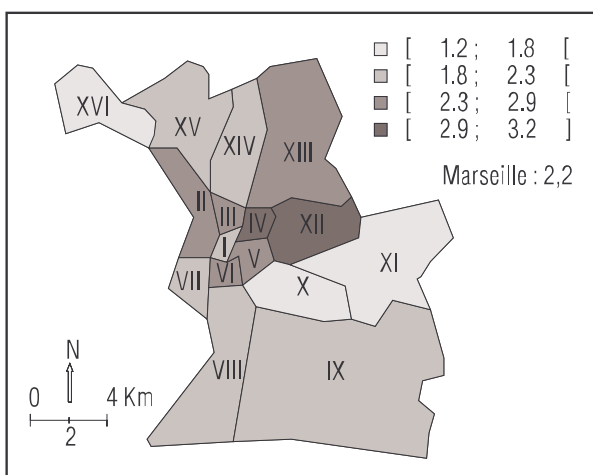 [ 1.2 ; 1.8 [
[ 1.8 ; 2.3 [
[ 2.3 ; 2.9 [
[ 2.9 ; 3.2 ]
Marseille : 2,2
XVI
XV
XIV
XIII
II
III
IV
XII
I
V
VI
VII
X
XI
VIII
IX
N
0 4 Km
2